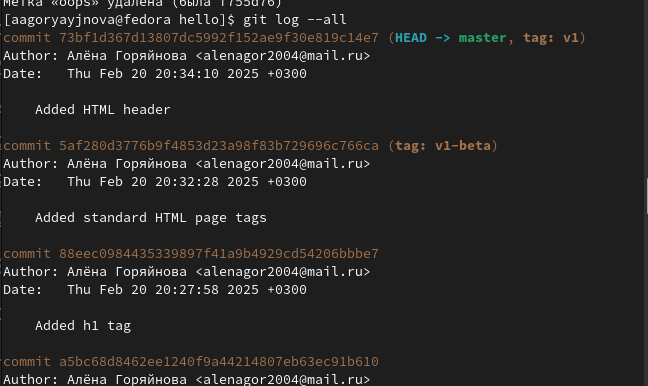 Метка «oops» удалена (была f755d76)
[aagoryayjnova@fedora hello]$ git log --all
commit 73bf1d367d13807dc5992f152ae9f30e819c14e7 (HEAD -> master, tag: v1)
Author: Алёна Горяйнова <alenagor2004@mail.ru>
Date:   Thu Feb 20 20:34:10 2025 +0300
Added HTML header
commit 5af280d3776b9f4853d23a98f83b729696c766ca (tag: v1-beta)
Author: Алёна Горяйнова <alenagor2004@mail.ru>
Date:   Thu Feb 20 20:32:28 2025 +0300
Added standard HTML page tags
commit 88eec0984435339897f41a9b4929cd54206bbbe7
Author: Алёна Горяйнова <alenagor2004@mail.ru>
Date:   Thu Feb 20 20:27:58 2025 +0300
Added h1 tag
commit a5bc68d8462ee1240f9a44214807eb63ec91b610
Author: Алёна Горяйнова <alenagor2004@mail.ru>